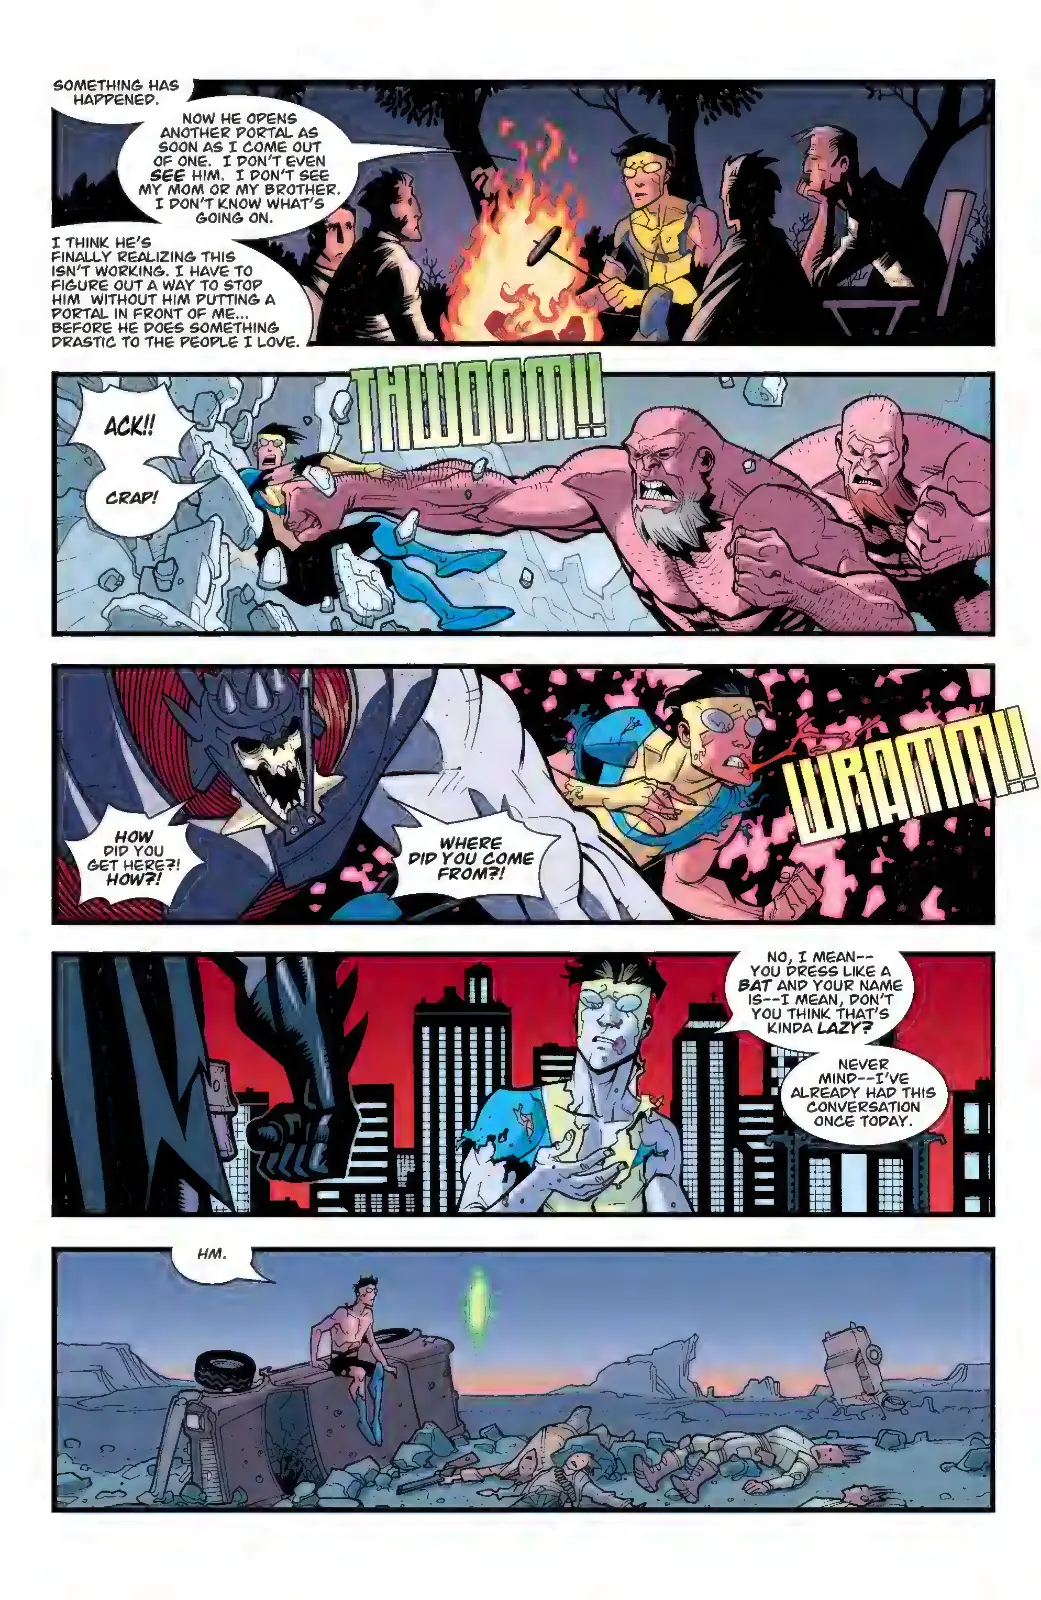 SOMETHING HAS
HAPPENED.
NOW HE OPENS
ANOTHER PORTAL AS
SOON AS I COME OUT
OF ONE. I DON'T EVEN
SEE HIM. I DON'T SEE
MY MOM OR MY BROTHER.
I DON'T KNOW WHAT'S
GOING ON.
I THINK HE'S
FINALLY REALIZING THIS
ISN'T WORKING. I HAVE TO
FIGURE OUT A WAY TO STOP
HIM WITHOUT HIM PUTTING A
PORTAL IN FRONT OF ME...
BEFORE HE DOES SOMETHING
DRASTIC TO THE PEOPLE I LOVE.
THWOOM!!
ACK!!
CRAP!
WRAMM!!
HOW
DID YOU
GET HERE?!
HOW?!
WHERE
DID YOU COME
FROM?!
NO, I MEAN--
YOU DRESS LIKE A
BAT AND YOUR NAME
IS--I MEAN, DON'T
YOU THINK THAT'S
KINDA LAZY?
NEVER
MIND--I'VE
ALREADY HAD THIS
CONVERSATION
ONCE TODAY.
HM.